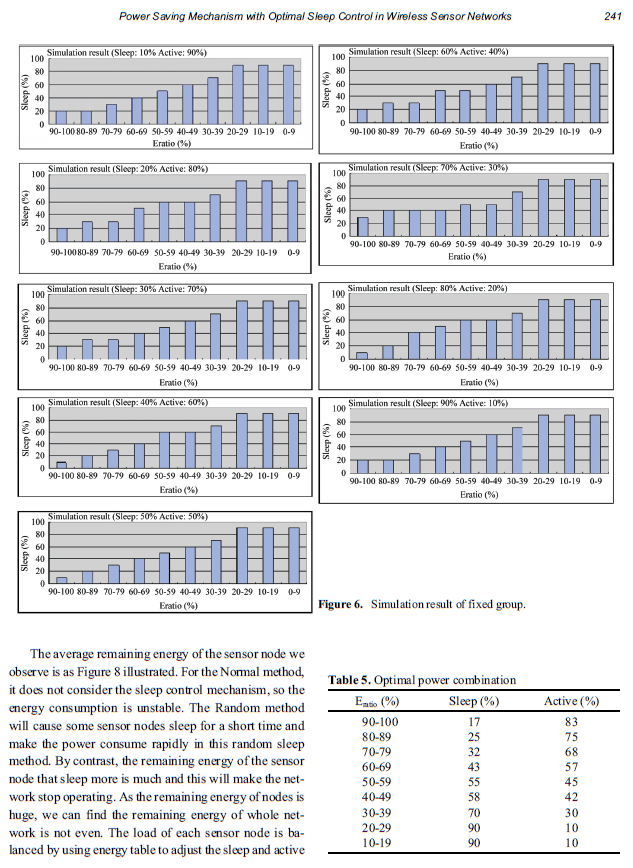 Power Saving Mechanism with Optimal Sleep Control in Wireless Sensor Networks 241
Simulation result (Sleep: 10% Active: 90%)
Sleep (%)
100
80
60
40
20
0
90-100 80-89 70-79 60-69 50-59 40-49 30-39 20-29 10-19 0-9
Eratio (%)
Simulation result (Sleep: 20% Active: 80%)
Sleep (%)
100
80
60
40
20
0
90-100 80-89 70-79 60-69 50-59 40-49 30-39 20-29 10-19 0-9
Eratio (%)
Simulation result (Sleep: 30% Active: 70%)
Sleep (%)
100
80
60
40
20
0
90-100 80-89 70-79 60-69 50-59 40-49 30-39 20-29 10-19 0-9
Eratio (%)
Simulation result (Sleep: 40% Active: 60%)
Sleep (%)
100
80
60
40
20
0
90-100 80-89 70-79 60-69 50-59 40-49 30-39 20-29 10-19 0-9
Eratio (%)
Simulation result (Sleep: 50% Active: 50%)
Sleep (%)
100
80
60
40
20
0
90-100 80-89 70-79 60-69 50-59 40-49 30-39 20-29 10-19 0-9
Eratio (%)
Simulation result (Sleep: 60% Active: 40%)
Sleep (%)
100
80
60
40
20
0
90-100 80-89 70-79 60-69 50-59 40-49 30-39 20-29 10-19 0-9
Eratio (%)
Simulation result (Sleep: 70% Active: 30%)
Sleep (%)
100
80
60
40
20
0
90-100 80-89 70-79 60-69 50-59 40-49 30-39 20-29 10-19 0-9
Eratio (%)
Simulation result (Sleep: 80% Active: 20%)
Sleep (%)
100
80
60
40
20
0
90-100 80-89 70-79 60-69 50-59 40-49 30-39 20-29 10-19 0-9
Eratio (%)
Simulation result (Sleep: 90% Active: 10%)
Sleep (%)
100
80
60
40
20
0
90-100 80-89 70-79 60-69 50-59 40-49 30-39 20-29 10-19 0-9
Eratio (%)
Figure 6. Simulation result of fixed group.
The average remaining energy of the sensor node we
observe is as Figure 8 illustrated. For the Normal method,
it does not consider the sleep control mechanism, so the
energy consumption is unstable. The Random method
will cause some sensor nodes sleep for a short time and
make the power consume rapidly in this random sleep
method. By contrast, the remaining energy of the sensor
node that sleep more is much and this will make the net-
work stop operating. As the remaining energy of nodes is
huge, we can find the remaining energy of whole net-
work is not even. The load of each sensor node is ba-
lanced by using energy table to adjust the sleep and active
Table 5. Optimal power combination
Eratio (%) Sleep (%) Active (%)
90-100 17 83
80-89 25 75
70-79 32 68
60-69 43 57
50-59 55 45
40-49 58 42
30-39 70 30
20-29 90 10
10-19 90 10